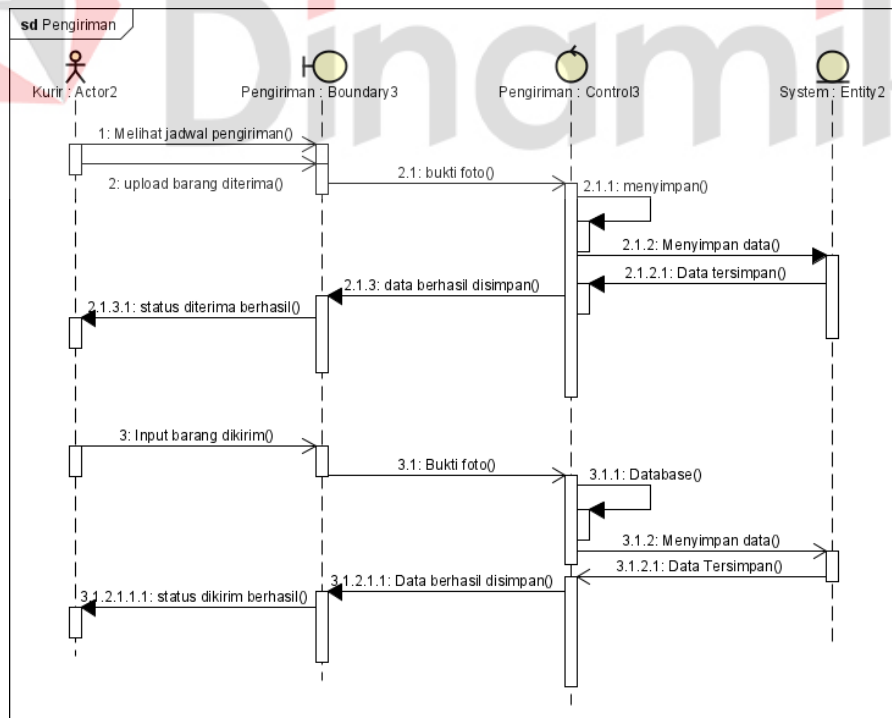 Dinamik
sd Pengiriman
Kurir : Actor2
Pengiriman : Boundary3
Pengiriman : Control3
System : Entity2
1: Melihat jadwal pengiriman()
2: upload barang diterima()
2.1: bukti foto()
2.1.1: menyimpan()
2.1.2: Menyimpan data()
2.1.2.1: Data tersimpan()
2.1.3: data berhasil disimpan()
2.1.3.1: status diterima berhasil()
3: Input barang dikirim()
3.1: Bukti foto()
3.1.1: Database()
3.1.2: Menyimpan data()
3.1.2.1: Data Tersimpan()
3.1.2.1.1: Data berhasil disimpan()
3.1.2.1.1.1: status dikirim berhasil()